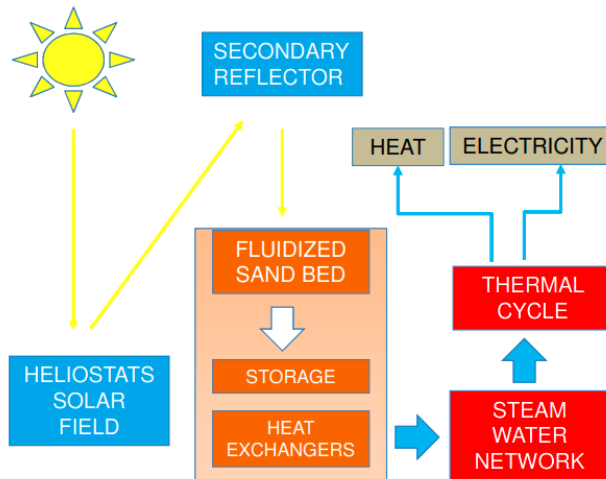 SECONDARY
REFLECTOR
HEAT
ELECTRICITY
FLUIDIZED
SAND BED
THERMAL
CYCLE
HELIOSTATS
SOLAR
FIELD
STORAGE
HEAT
EXCHANGERS
STEAM
WATER
NETWORK